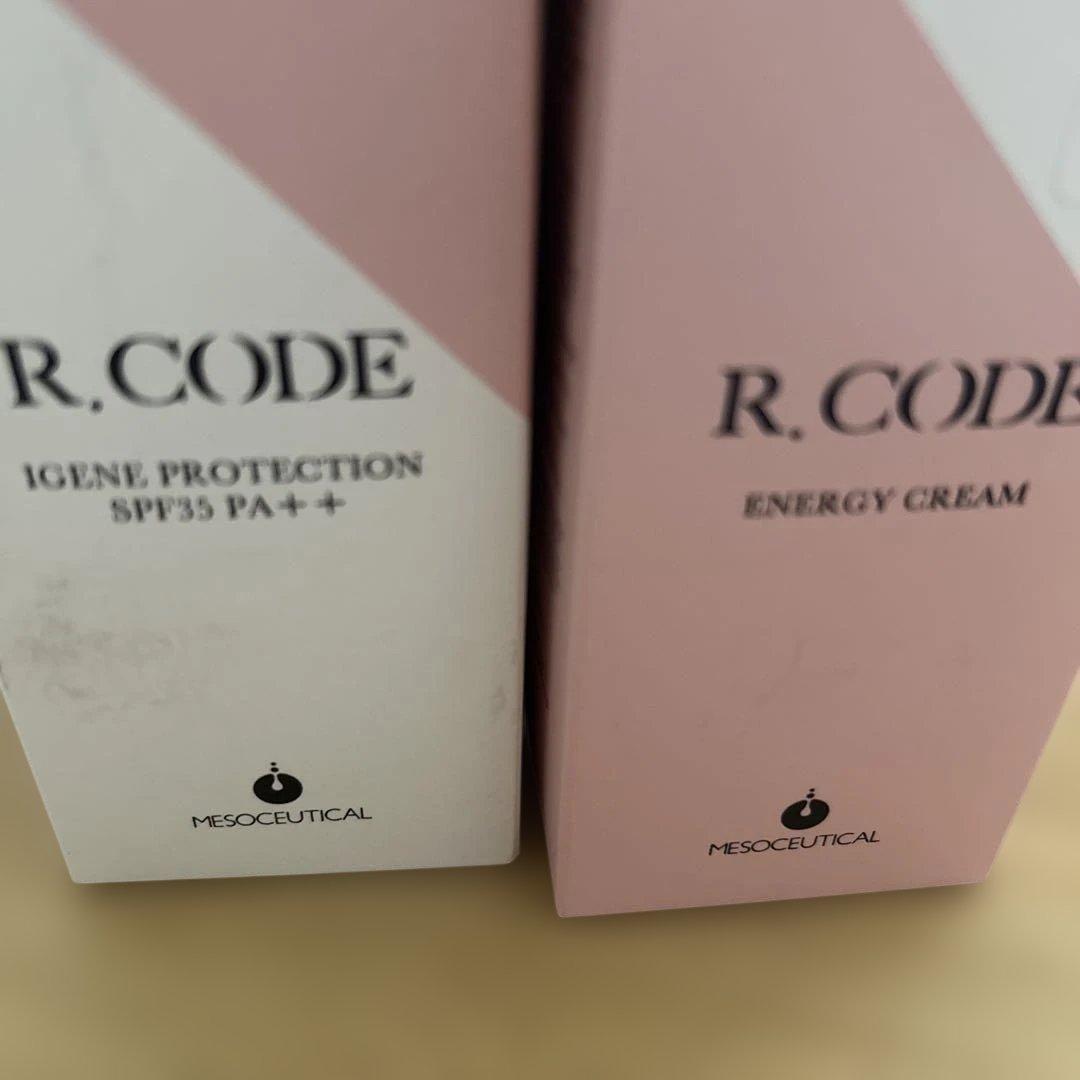 R.CODE
IGENE PROTECTION
SPF35 PA++
MESOCEUTICAL
R.CODE
ENERGY CREAM
MESOCEUTICAL